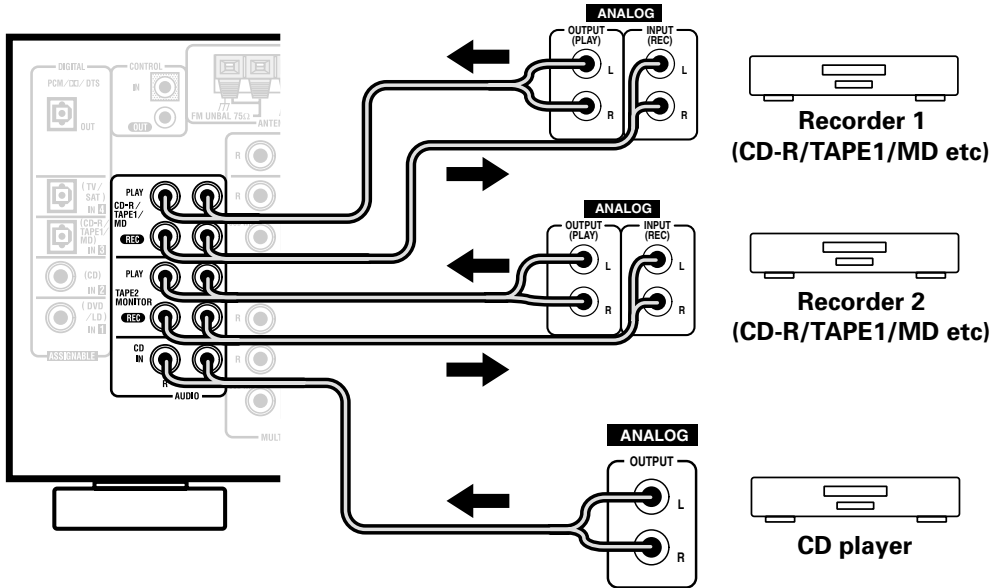 ANALOG
OUTPUT (PLAY)
INPUT (REC)
L
L
R
R
Recorder 1
(CD-R/TAPE1/MD etc)
DIGITAL
PCM/DD/DTS
OUT
(TV/
SAT)
IN 4
(CD-R/
TAPE1/
MD)
IN 3
(CD)
IN 2
(DVD
/LD)
IN 1
ASSIGNABLE
CONTROL
IN
OUT
FM UNBAL 75Ω
ANTEN
R
R
R
R
MULT
PLAY
CD-R/
TAPE1/
MD
REC
PLAY
TAPE2
MONITOR
REC
CD
IN
R
AUDIO
ANALOG
OUTPUT (PLAY)
INPUT (REC)
L
L
R
R
Recorder 2
(CD-R/TAPE1/MD etc)
ANALOG
OUTPUT
L
R
CD player